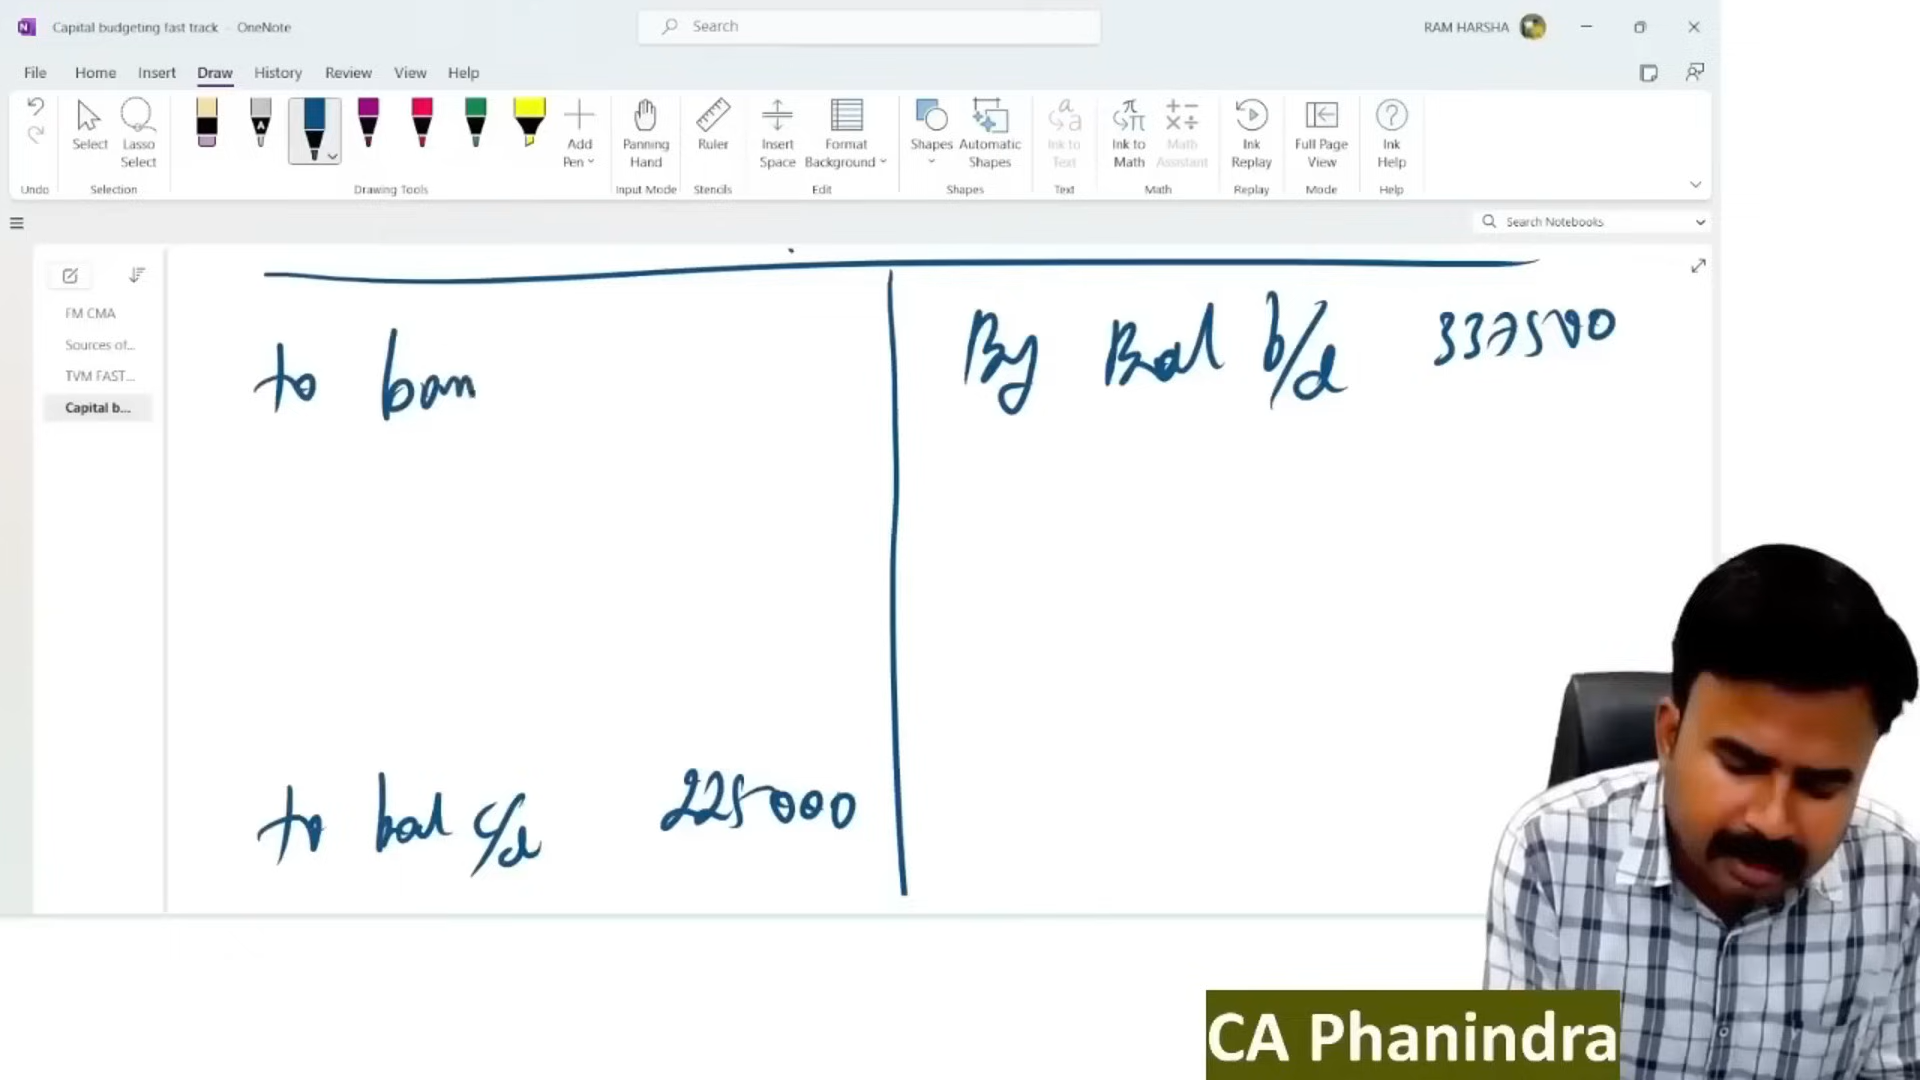 Capital budgeting fast track - OneNote
Search
RAM HARSHA
File Home Insert Draw History Review View Help
Undo
Select
Lasso Select
Selection
Drawing Tools
Add Pen
Panning Hand
Input Mode
Ruler
Stencils
Insert Space
Format Background
Edit
Shapes
Automatic Shapes
Shapes
Ink to Text
Text
Ink to Math
Math Assistant
Math
Ink Replay
Replay
Full Page View
Mode
Ink Help
Help
Search Notebooks
FM CMA
Sources of...
TVM FAST...
Capital b...
By Bal b/d 337500
to ban
to bal c/d 225000
CA Phanindra